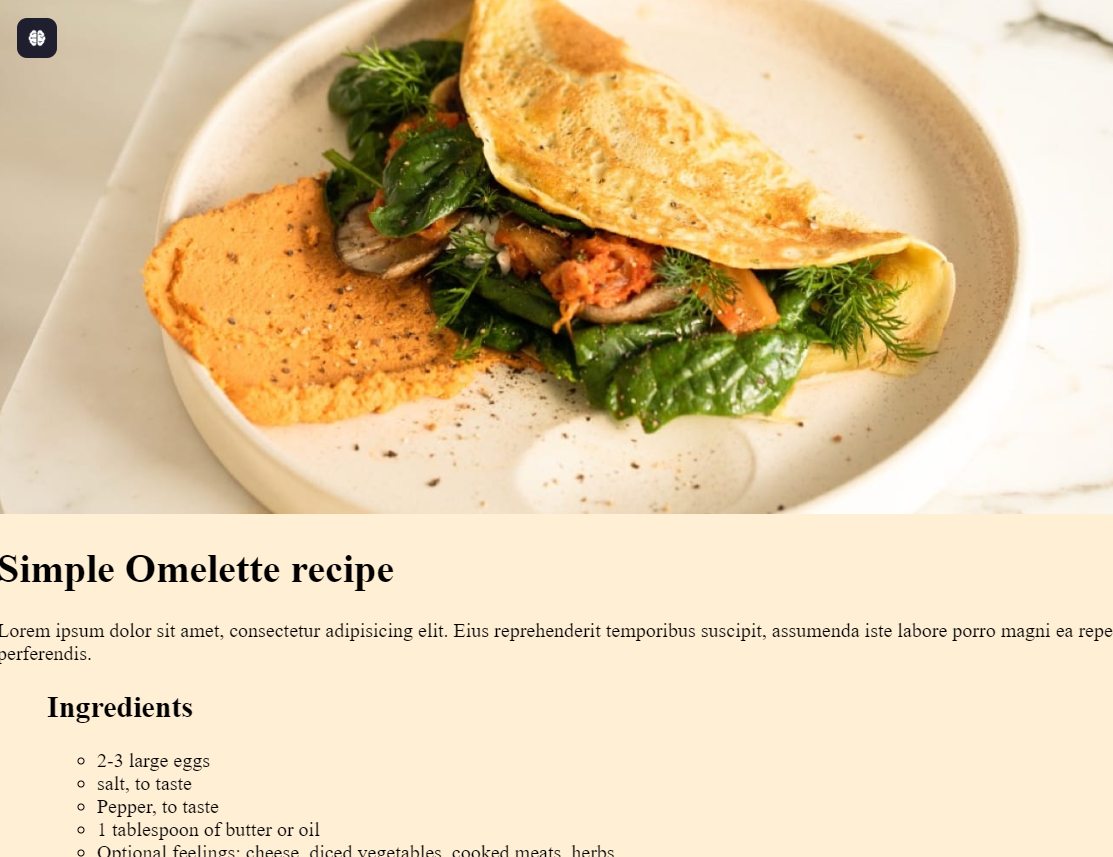 Simple Omelette recipe
Lorem ipsum dolor sit amet, consectetur adipisicing elit. Eius reprehenderit temporibus suscipit, assumenda iste labore porro magni ea repe
perferendis.
Ingredients
2-3 large eggs
salt, to taste
Pepper, to taste
1 tablespoon of butter or oil
Optional feelings: cheese, diced vegetables, cooked meats, herbs